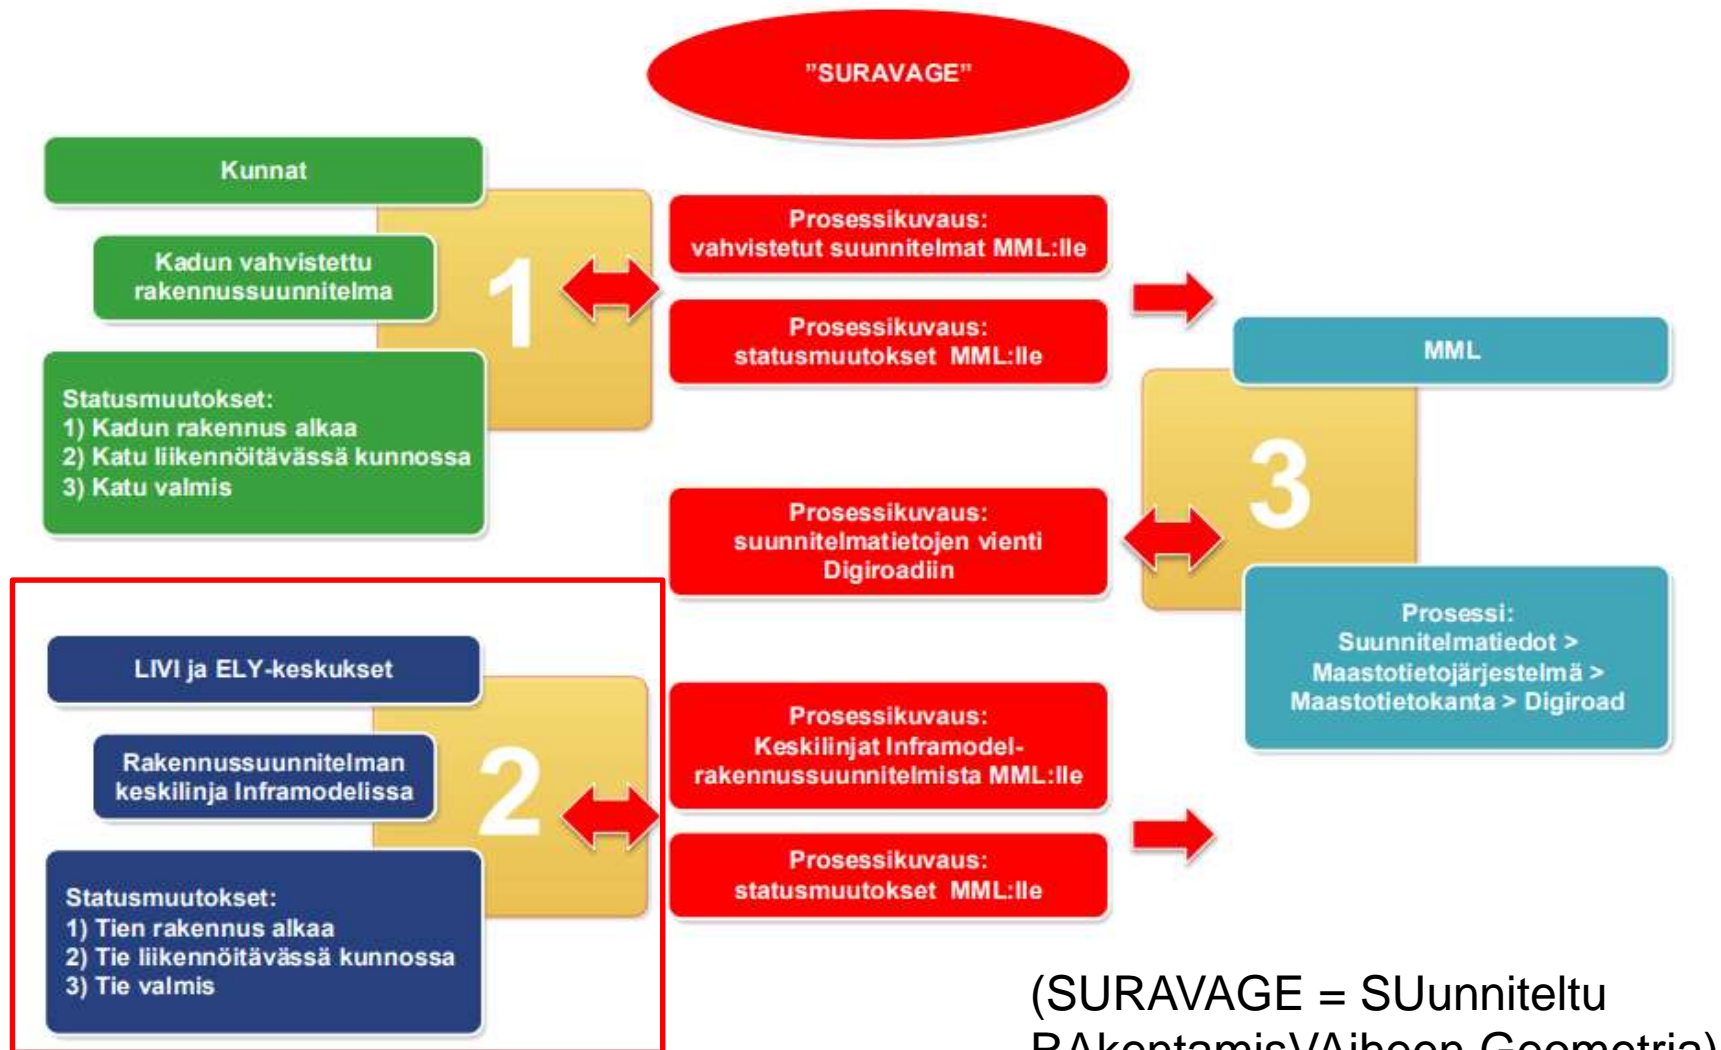 "SURAVAGE"
Kunnat
Kadun vahvistettu
rakennussuunnitelma
Statusmuutokset:
1) Kadun rakennus alkaa
2) Katu liikennöitävässä kunnossa
3) Katu valmis
1
Prosessikuvaus:
vahvistetut suunnitelmat MML:lle
Prosessikuvaus:
statusmuutokset MML:lle
MML
3
Prosessikuvaus:
suunnitelmatietojen vienti
Digiroadiin
Prosessi:
Suunnitelmatiedot >
Maastotietojärjestelmä >
Maastotietokanta > Digiroad
LIVI ja ELY-keskukset
Rakennussuunnitelman
keskilinja Inframodelissa
Statusmuutokset:
1) Tien rakennus alkaa
2) Tie liikennöitävässä kunnossa
3) Tie valmis
2
Prosessikuvaus:
Keskilinjat Inframodel-
rakennussuunnitelmista MML:lle
Prosessikuvaus:
statusmuutokset MML:lle
(SURAVAGE = SUunniteltu
RAkentamisVAiheen Geometria)